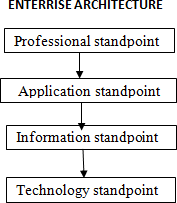 ENTERRISE ARCHITECTURE
Professional standpoint
Application standpoint
Information standpoint
Technology standpoint